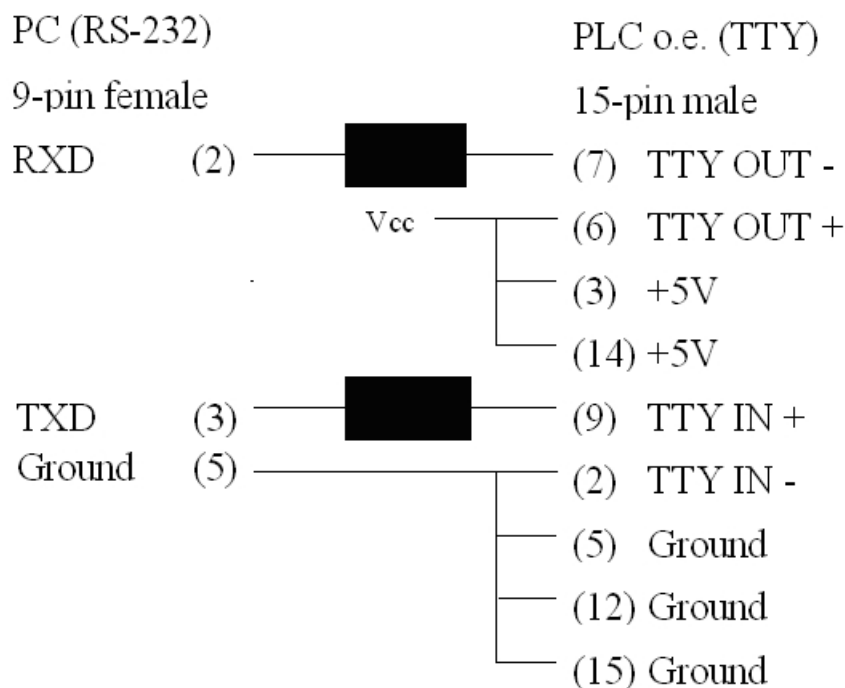 PC (RS-232) PLC o.e. (TTY)
9-pin female 15-pin male
RXD (2) (7) TTY OUT -
Vcc (6) TTY OUT +
(3) +5V
(14) +5V
TXD (3) (9) TTY IN +
Ground (5) (2) TTY IN -
(5) Ground
(12) Ground
(15) Ground